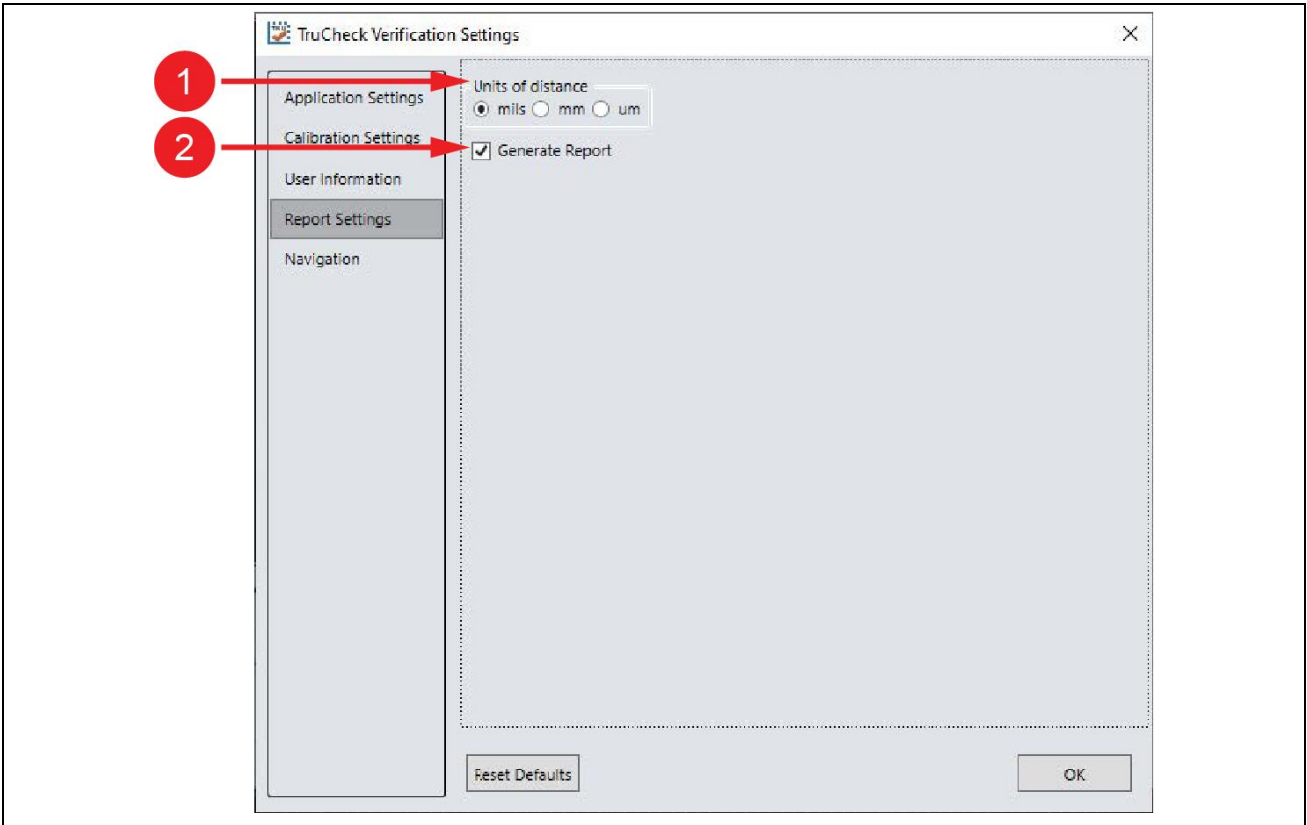 TruCheck Verification Settings
1
Units of distance
Application Settings
mils mm um
2
Calibration Settings
Generate Report
User Information
Report Settings
Navigation
Reset Defaults
OK